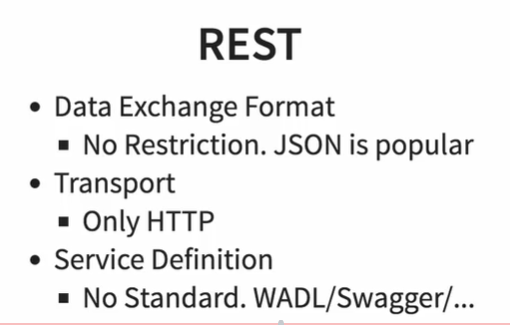 REST
• Data Exchange Format
▪ No Restriction. JSON is popular
• Transport
▪ Only HTTP
• Service Definition
▪ No Standard. WADL/Swagger/...